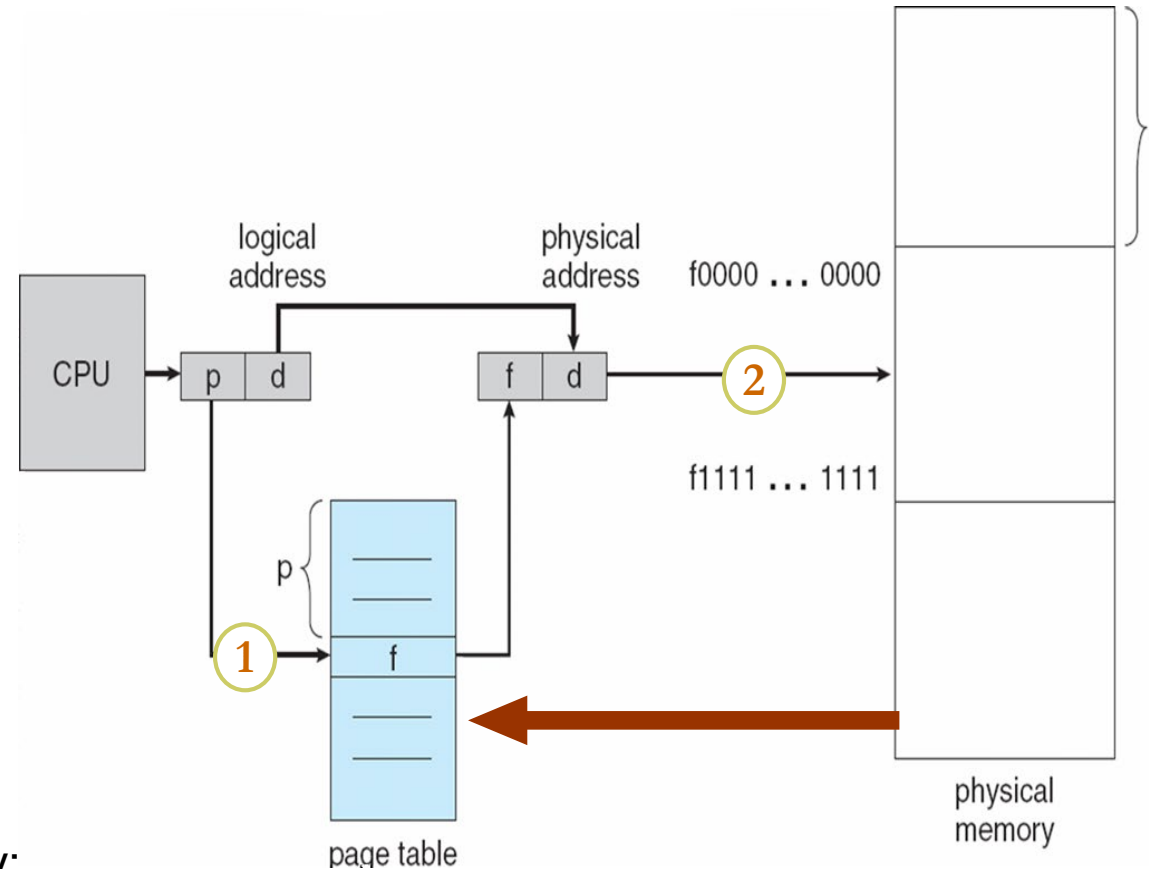 logical
address
physical
address
f0000 ... 0000
CPU
p d
f d
2
f1111 ... 1111
p
1
f
physical
memory
page table